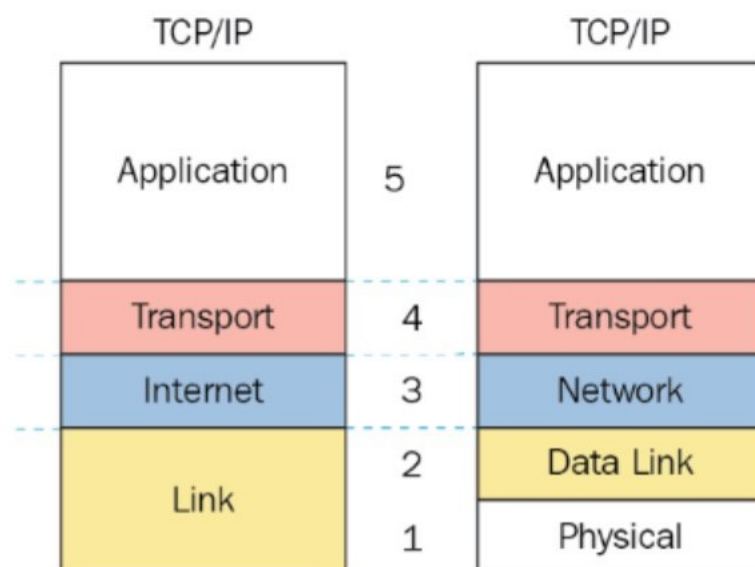 TCP/IP
TCP/IP
Application
5
Application
Transport
4
Transport
Internet
3
Network
Link
2
Data Link
1
Physical